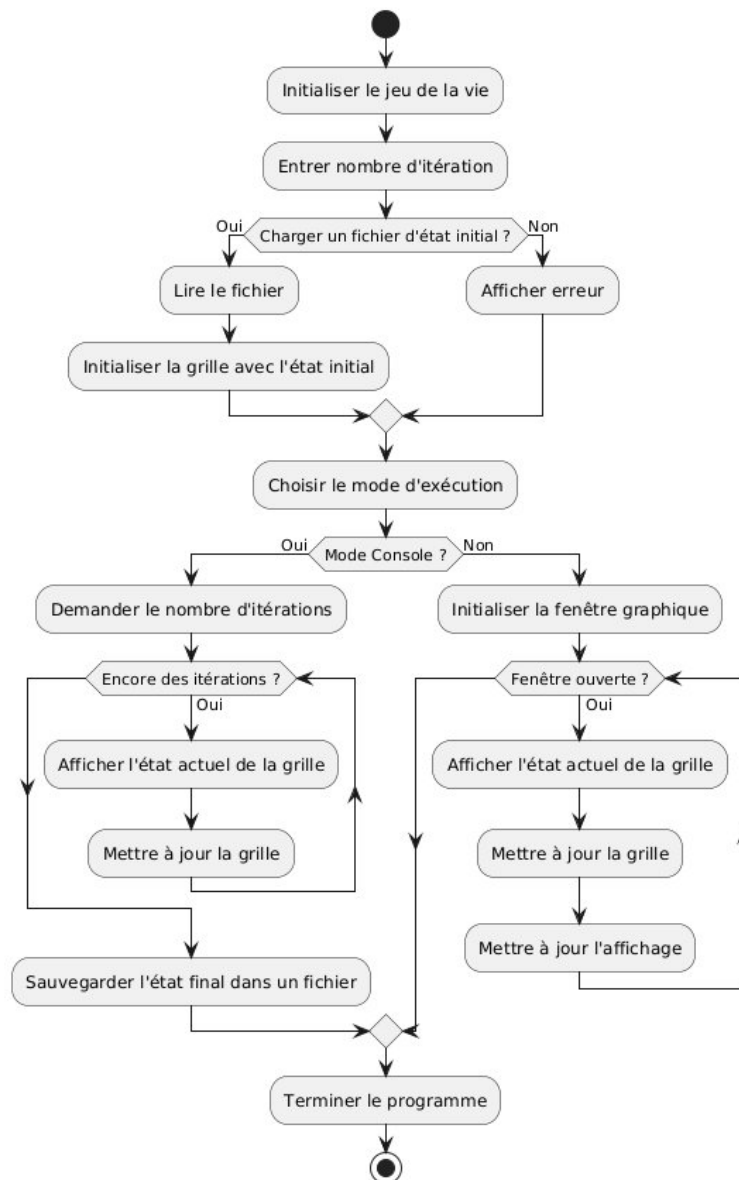 Initialiser le jeu de la vie
Entrer nombre d'itération
Oui
Charger un fichier d'état initial ?
Non
Lire le fichier
Afficher erreur
Initialiser la grille avec l'état initial
Choisir le mode d'exécution
Oui
Mode Console ?
Non
Demander le nombre d'itérations
Initialiser la fenêtre graphique
Encore des itérations ?
Fenêtre ouverte ?
Oui
Oui
Afficher l'état actuel de la grille
Afficher l'état actuel de la grille
Mettre à jour la grille
Mettre à jour la grille
Mettre à jour l'affichage
Sauvegarder l'état final dans un fichier
Terminer le programme